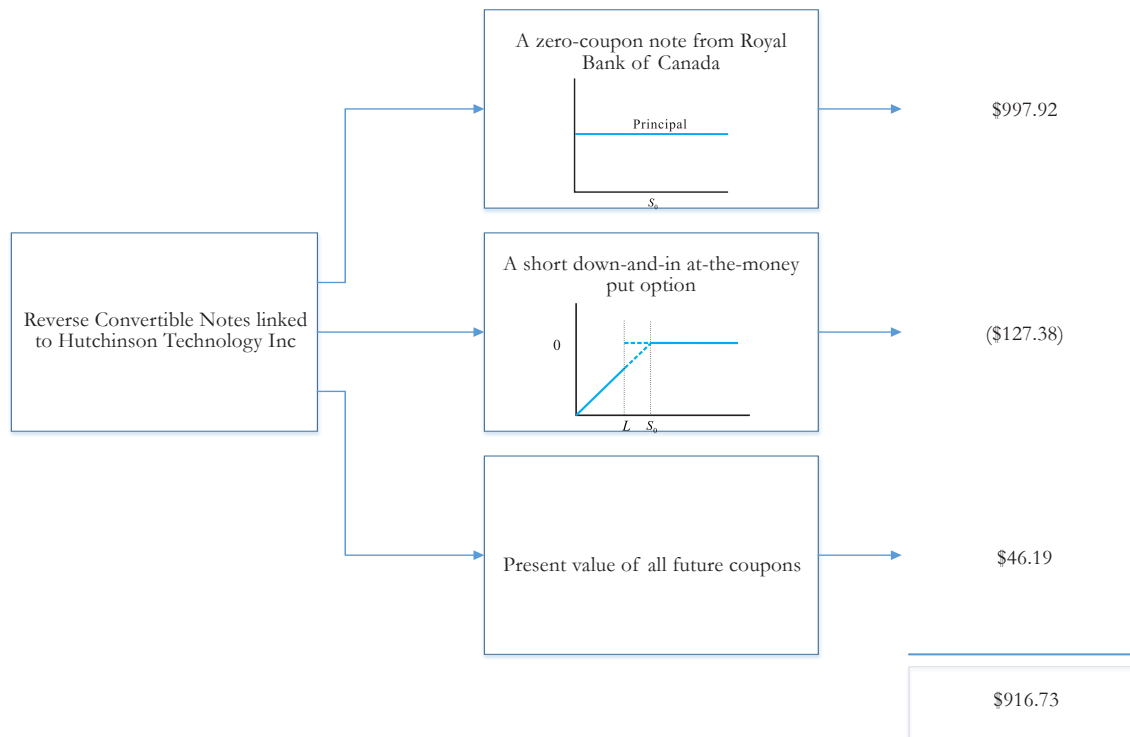 A zero-coupon note from Royal
Bank of Canada
Principal
S₀
$997.92
Reverse Convertible Notes linked
to Hutchinson Technology Inc
A short down-and-in at-the-money
put option
0
L S₀
($127.38)
Present value of all future coupons
$46.19
$916.73